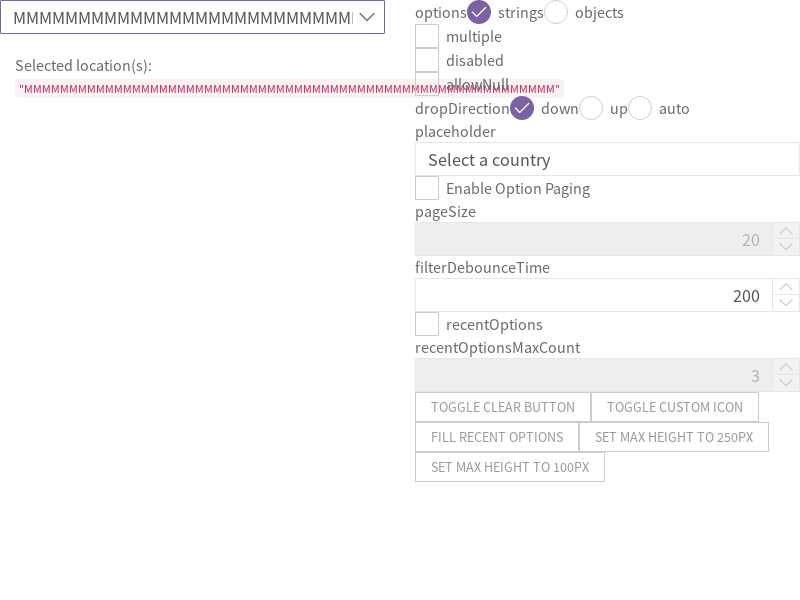 MMMMMMMMMMMMMMMMMMMMMMMMMM
Selected location(s):
"MMMMMMMMMMMMMMMMMMMMMMMMMMMMMMMMMMMMMMMMMMMMMMMMMMMMMMMMMMM"
options strings objects
multiple
disabled
allowNull
dropDirection down up auto
placeholder
Select a country
Enable Option Paging
pageSize
20
filterDebounceTime
200
recentOptions
recentOptionsMaxCount
3
TOGGLE CLEAR BUTTON TOGGLE CUSTOM ICON
FILL RECENT OPTIONS SET MAX HEIGHT TO 250PX
SET MAX HEIGHT TO 100PX